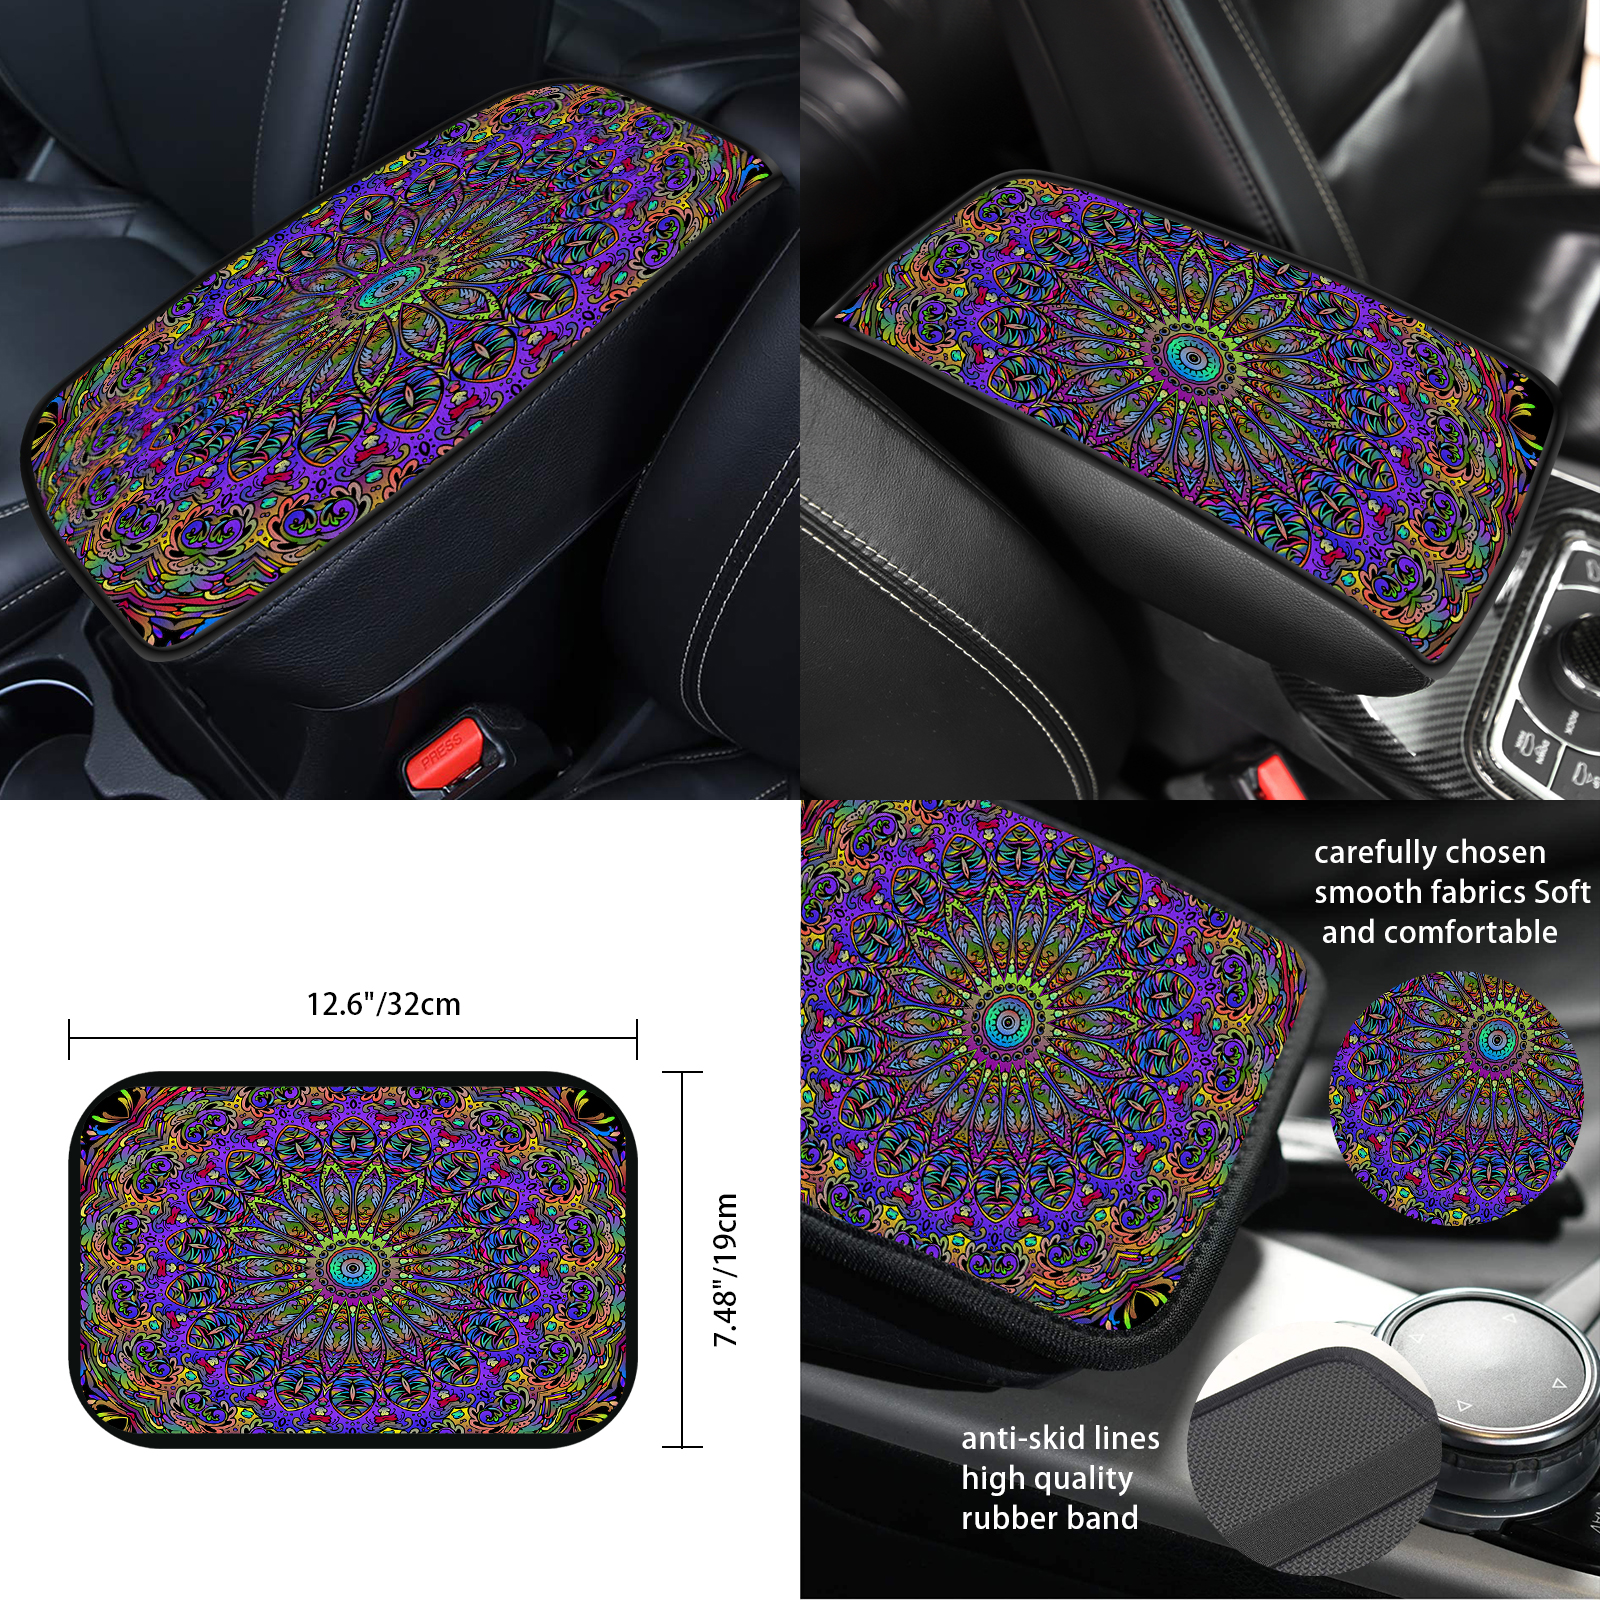 PRESS
12.6"/32cm
7.48"/19cm
carefully chosen
smooth fabrics Soft
and comfortable
anti-skid lines
high quality
rubber band